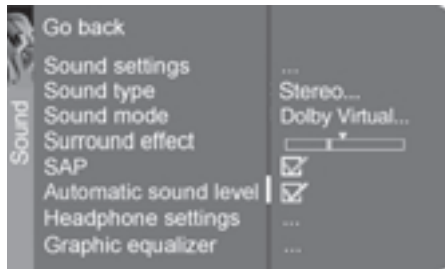 Go back
Sound
Sound settings ...
Sound type Stereo...
Sound mode Dolby Virtual...
Surround effect
SAP
Automatic sound level
Headphone settings ...
Graphic equalizer ...